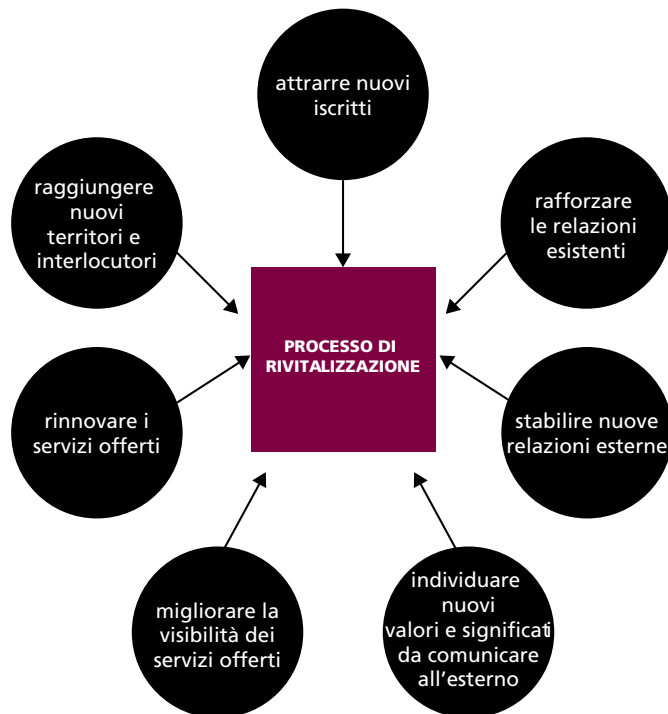 attrarre nuovi
iscritti
raggiungere
nuovi
territori e
interlocutori
rafforzare
le relazioni
esistenti
PROCESSO DI
RIVITALIZZAZIONE
rinnovare i
servizi offerti
stabilire nuove
relazioni esterne
migliorare la
visibilità dei
servizi offerti
individuare
nuovi
valori e significati
da comunicare
all'esterno